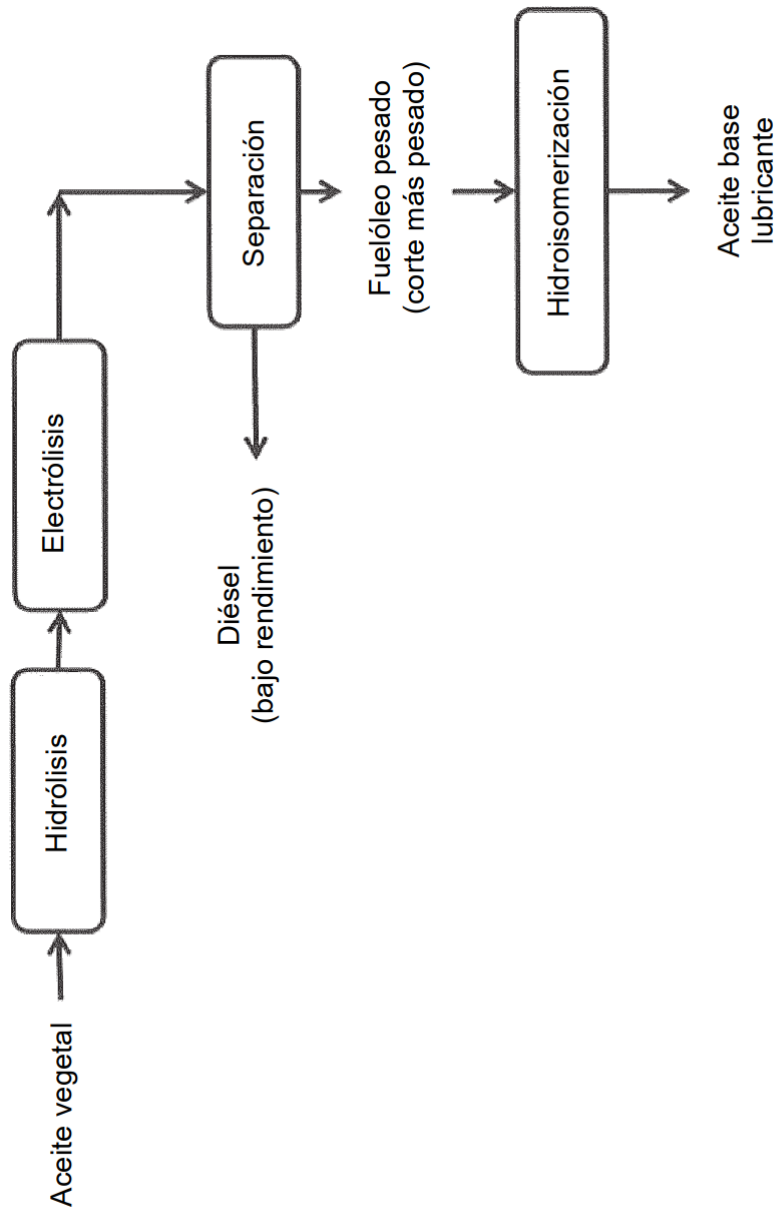 Aceite vegetal
Hidrólisis
Electrólisis
Separación
Diésel
(bajo rendimiento)
Fuelóleo pesado
(corte más pesado)
Hidroisomerización
Aceite base
lubricante